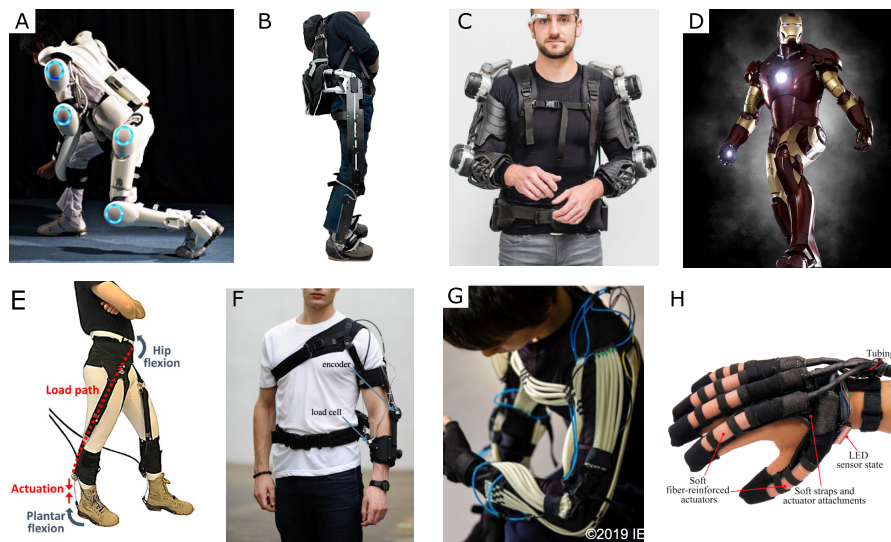 A
B
C
D
E
Hip
flexion
Load path
Actuation
Plantar
flexion
F
encoder
load cell
G
©2019 IE
H
Tubing
LED
sensor state
Soft
fiber-reinforced
actuators
Soft straps and
actuator attachments